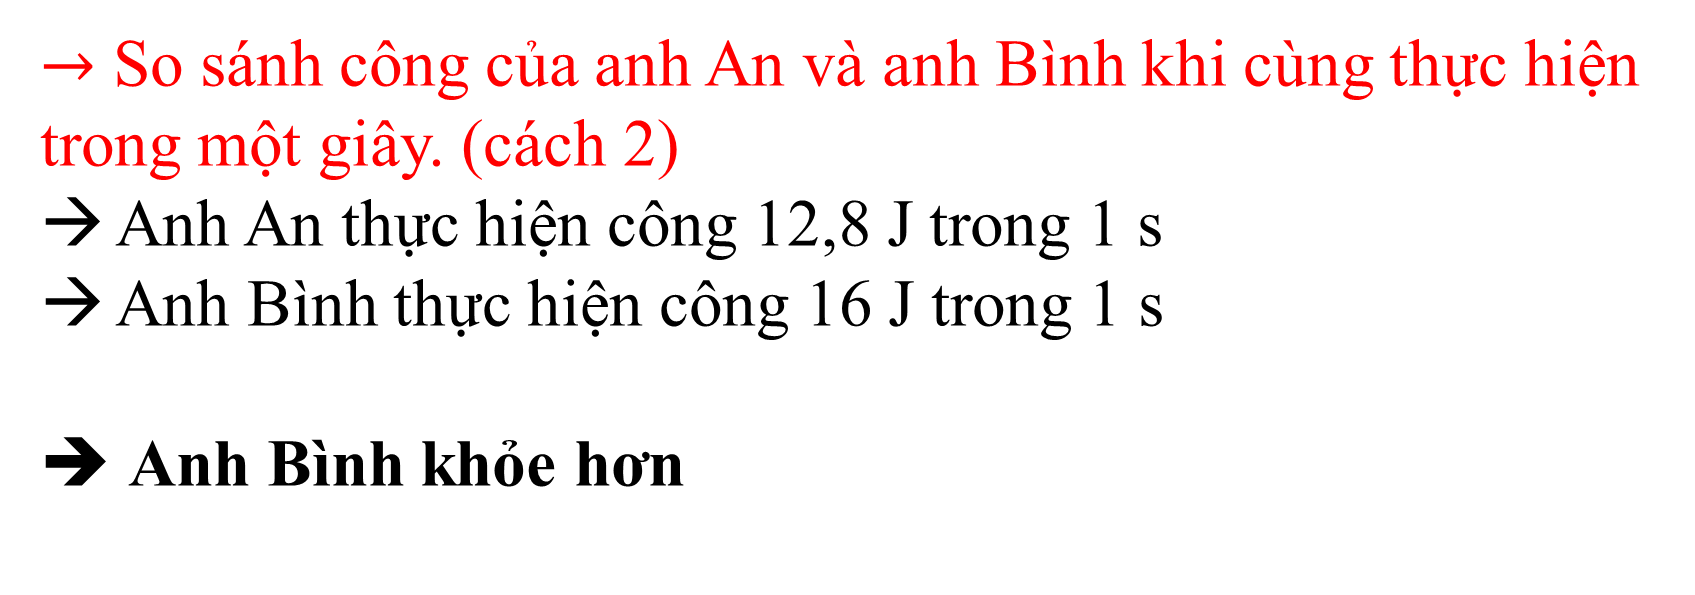 → So sánh công của anh An và anh Bình khi cùng thực hiện
trong một giây. (cách 2)
→ Anh An thực hiện công 12,8 J trong 1 s
→ Anh Bình thực hiện công 16 J trong 1 s
➔ Anh Bình khỏe hơn